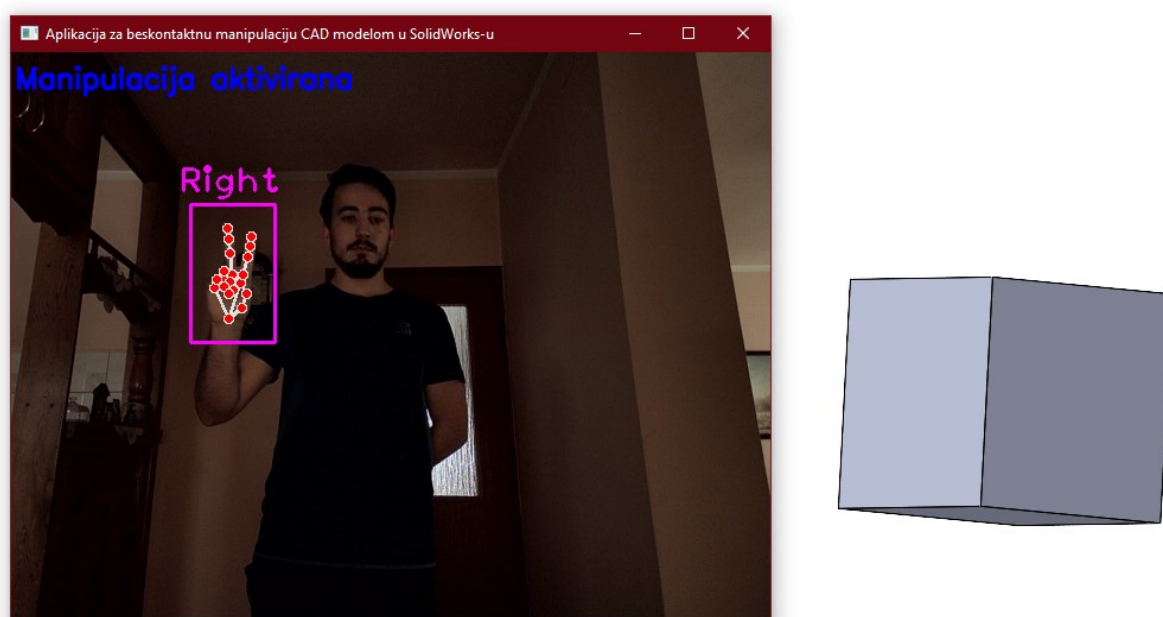 Aplikacija za beskontaktnu manipulaciju CAD modelom u SolidWorks-u
Manipulacija aktivirana
Right